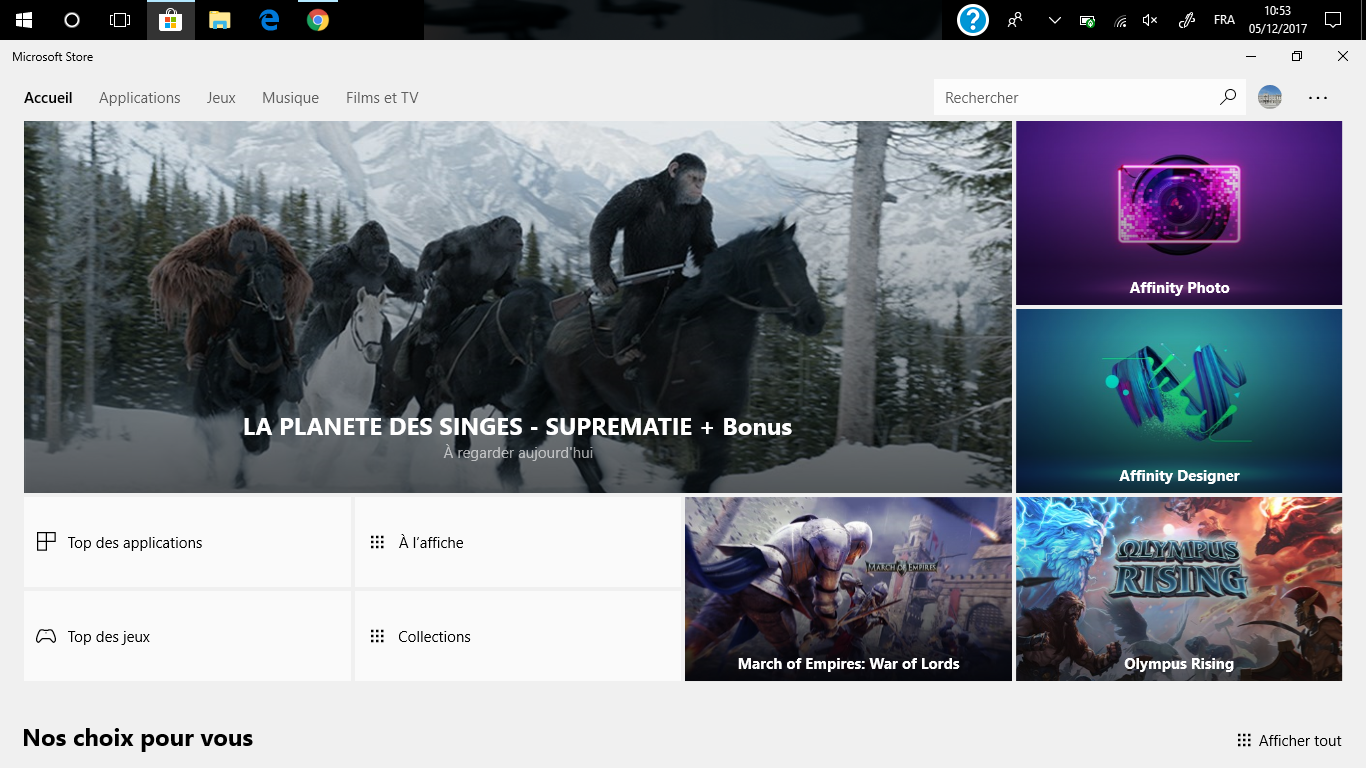 FRA
10:53
05/12/2017
Microsoft Store
Accueil
Applications
Jeux
Musique
Films et TV
Rechercher
LA PLANETE DES SINGES - SUPREMATIE + Bonus
À regarder aujourd'hui
Affinity Photo
Affinity Designer
Top des applications
À l’affiche
Top des jeux
Collections
MARCH OF EMPIRES
March of Empires: War of Lords
OLYMPUS
RISING
Olympus Rising
Nos choix pour vous
Afficher tout